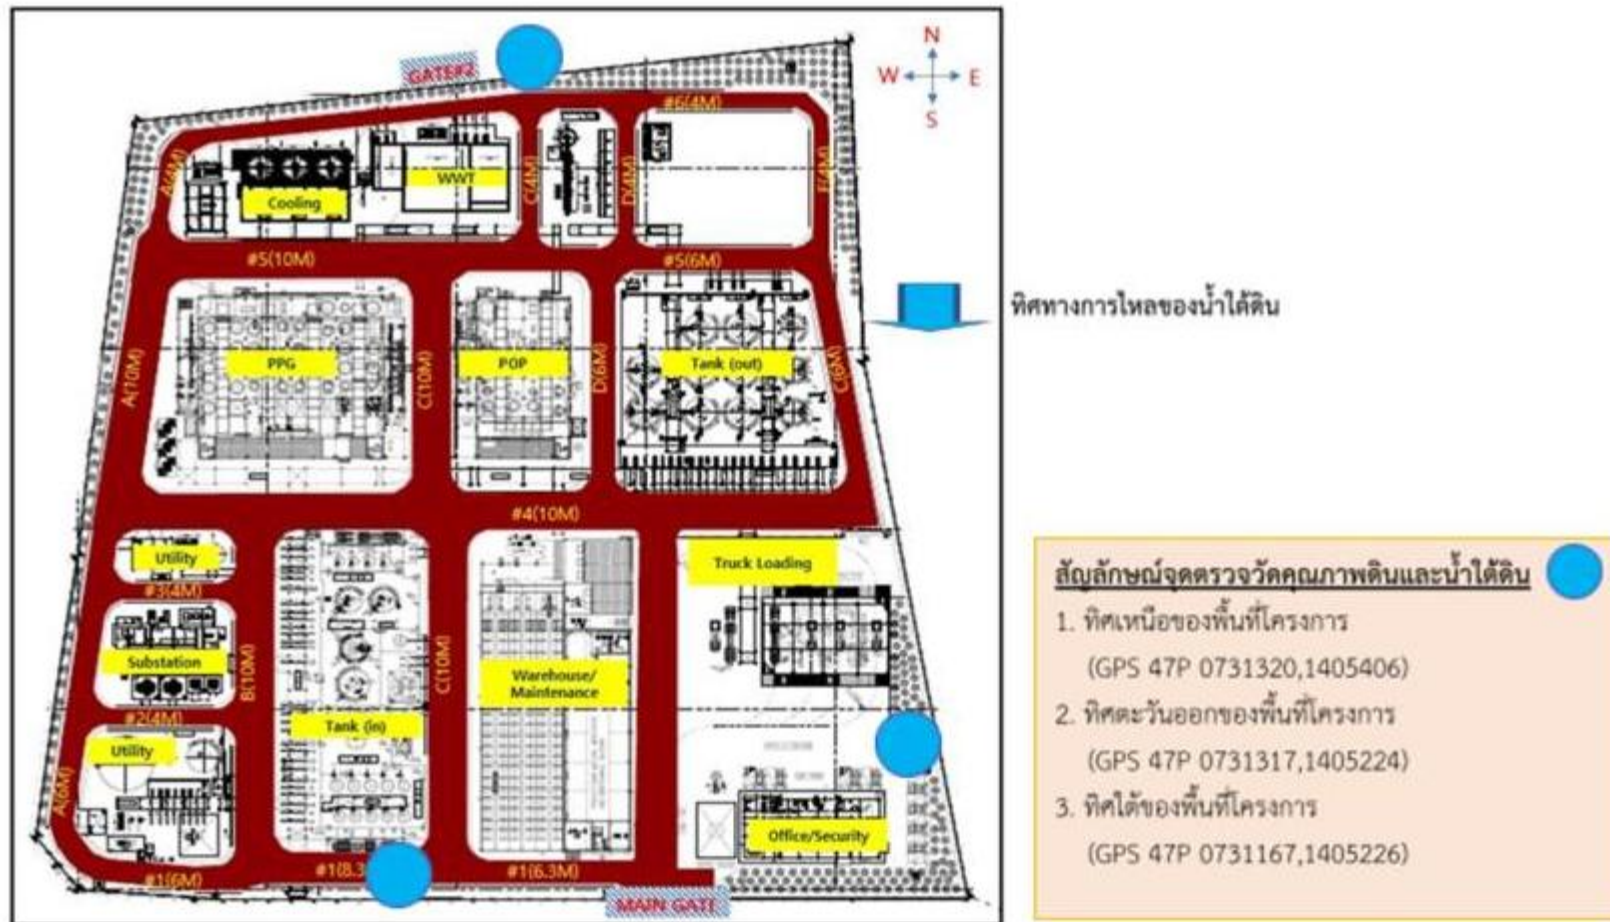 GATE#2
N
W E
S
#6(4M)
A(4M)
Cooling
WWT
C(4M)
D(4M)
E(4M)
#5(10M)
#5(6M)
ทิศทางการไหลของน้ำใต้ดิน
A(10M)
PPG
C(10M)
POP
D(6M)
Tank (out)
C(6M)
#4(10M)
Utility
#3(4M)
Substation
#2(4M)
Utility
A(6M)
B(10M)
Tank (in)
C(10M)
Warehouse/
Maintenance
Truck Loading
Office/Security
#1(6M)
#1(8.3
#1(6.3M)
MAIN GATE
สัญลักษณ์จุดตรวจวัดคุณภาพดินและน้ำใต้ดิน
1. ทิศเหนือของพื้นที่โครงการ
(GPS 47P 0731320,1405406)
2. ทิศตะวันออกของพื้นที่โครงการ
(GPS 47P 0731317,1405224)
3. ทิศใต้ของพื้นที่โครงการ
(GPS 47P 0731167,1405226)